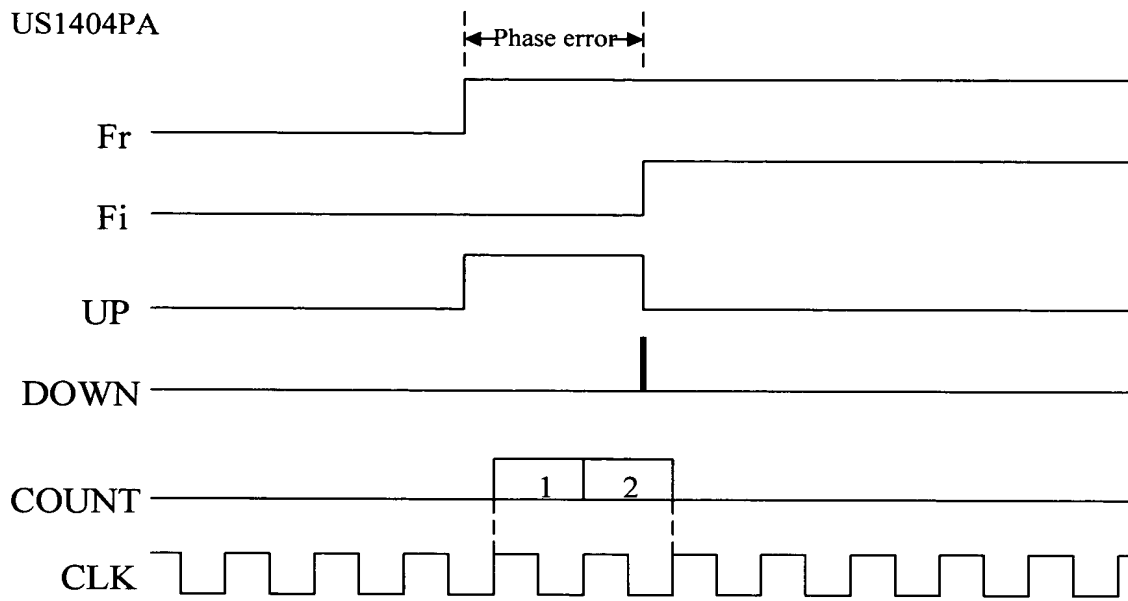 US1404PA
Phase error
Fr
Fi
UP
DOWN
COUNT
1
2
CLK